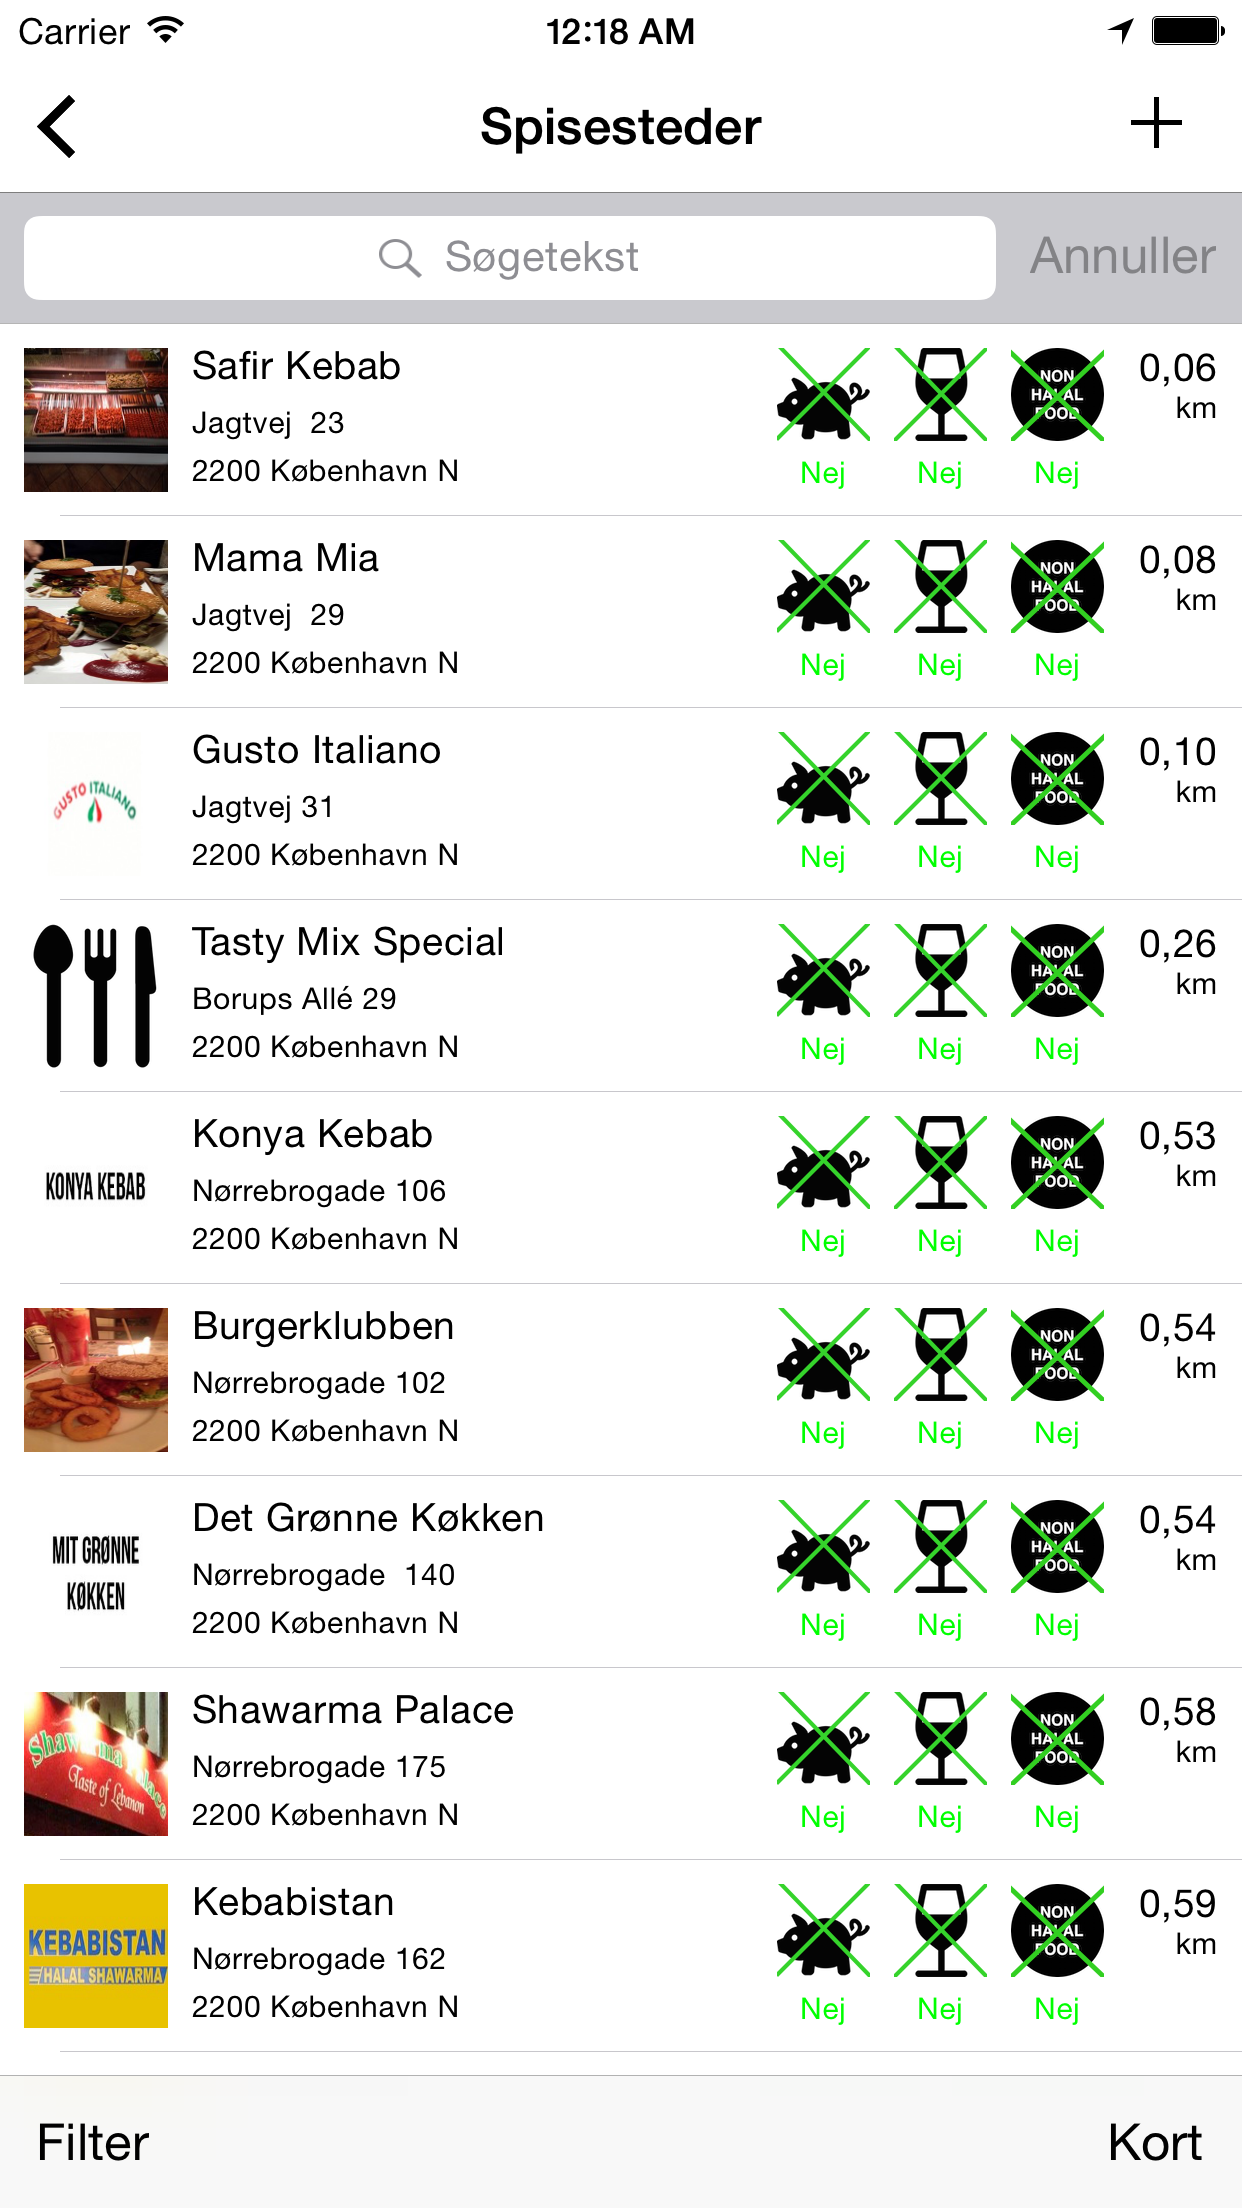 Carrier 12:18 AM
Spisesteder
Søgetekst Annuller
Safir Kebab
Jagtvej  23
2200 København N
NON HALAL FOOD
Nej Nej Nej
0,06 km
Mama Mia
Jagtvej  29
2200 København N
NON HALAL FOOD
Nej Nej Nej
0,08 km
GUSTO ITALIANO
Gusto Italiano
Jagtvej 31
2200 København N
NON HALAL FOOD
Nej Nej Nej
0,10 km
Tasty Mix Special
Borups Allé 29
2200 København N
NON HALAL FOOD
Nej Nej Nej
0,26 km
KONYA KEBAB
Konya Kebab
Nørrebrogade 106
2200 København N
NON HALAL FOOD
Nej Nej Nej
0,53 km
Burgerklubben
Nørrebrogade 102
2200 København N
NON HALAL FOOD
Nej Nej Nej
0,54 km
MIT GRØNNE
KØKKEN
Det Grønne Køkken
Nørrebrogade  140
2200 København N
NON HALAL FOOD
Nej Nej Nej
0,54 km
Shawarma Palace
Taste of Lebanon
Shawarma Palace
Nørrebrogade 175
2200 København N
NON HALAL FOOD
Nej Nej Nej
0,58 km
KEBABISTAN
HALAL SHAWARMA
Kebabistan
Nørrebrogade 162
2200 København N
NON HALAL FOOD
Nej Nej Nej
0,59 km
Filter Kort